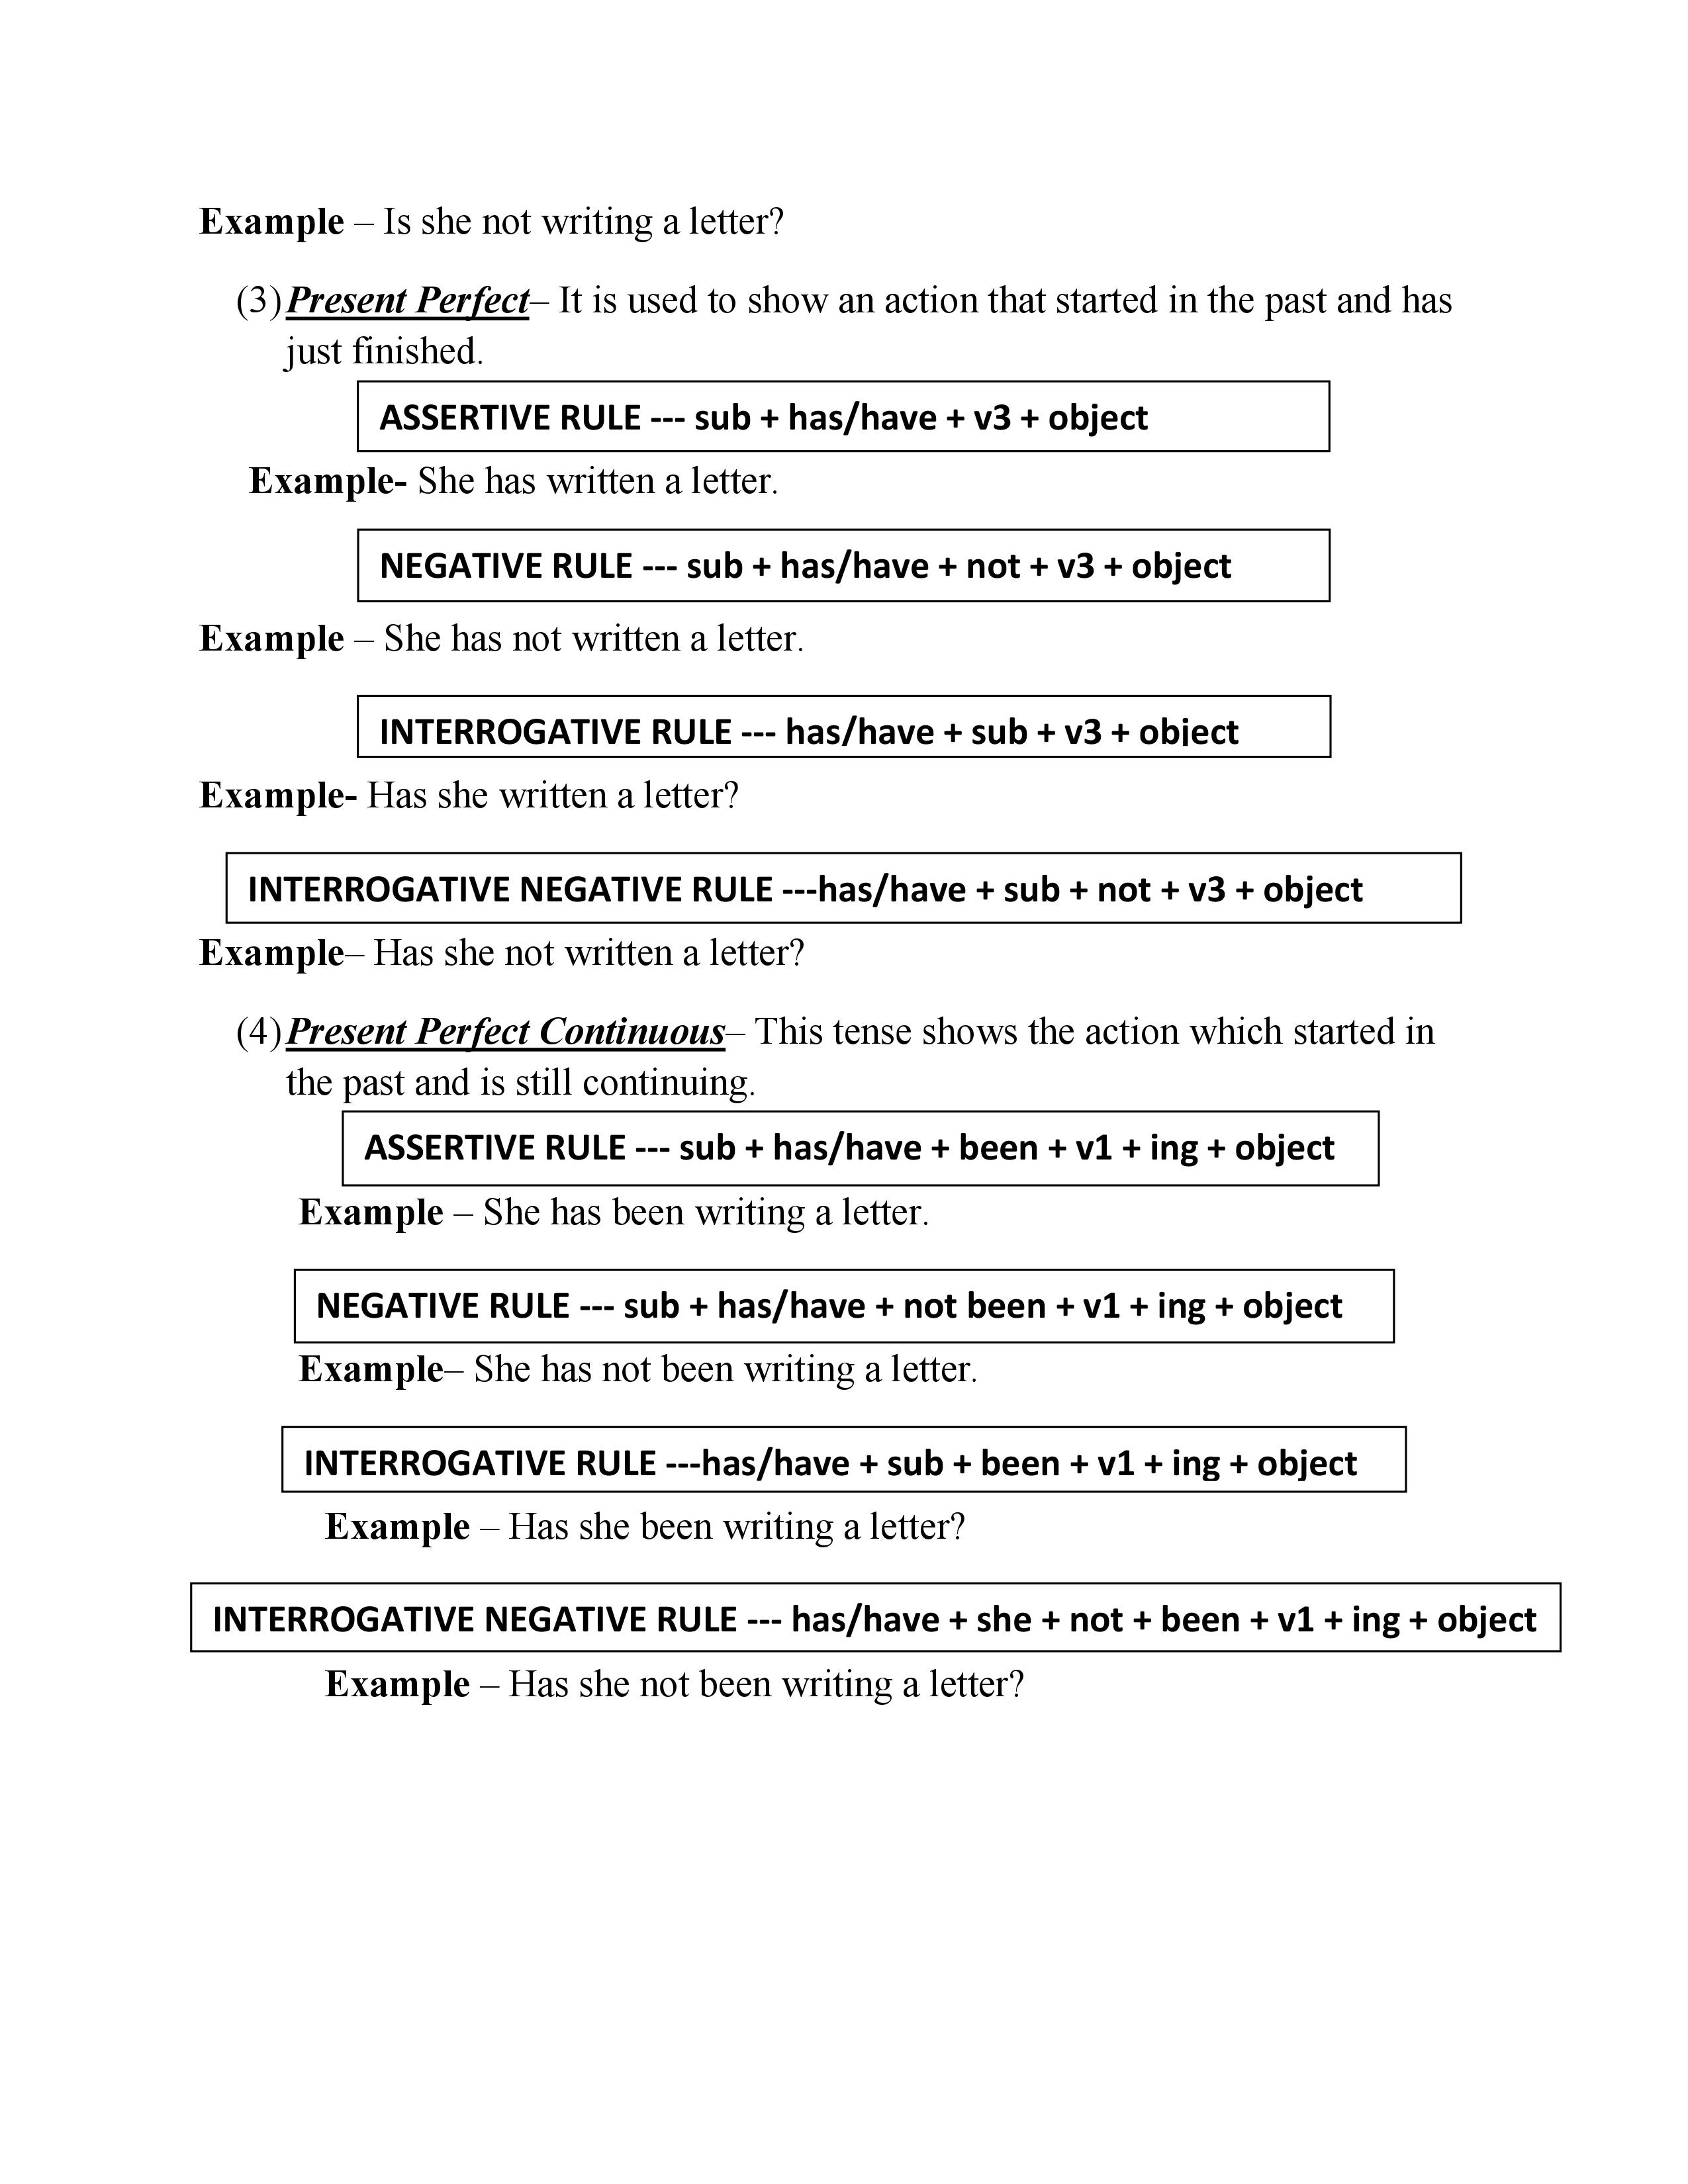 Example – Is she not writing a letter?
(3) Present Perfect– It is used to show an action that started in the past and has
just finished.
ASSERTIVE RULE --- sub + has/have + v3 + object
Example- She has written a letter.
NEGATIVE RULE --- sub + has/have + not + v3 + object
Example – She has not written a letter.
INTERROGATIVE RULE --- has/have + sub + v3 + object
Example- Has she written a letter?
INTERROGATIVE NEGATIVE RULE ---has/have + sub + not + v3 + object
Example– Has she not written a letter?
(4) Present Perfect Continuous– This tense shows the action which started in
the past and is still continuing.
ASSERTIVE RULE --- sub + has/have + been + v1 + ing + object
Example – She has been writing a letter.
NEGATIVE RULE --- sub + has/have + not been + v1 + ing + object
Example– She has not been writing a letter.
INTERROGATIVE RULE ---has/have + sub + been + v1 + ing + object
Example – Has she been writing a letter?
INTERROGATIVE NEGATIVE RULE --- has/have + she + not + been + v1 + ing + object
Example – Has she not been writing a letter?